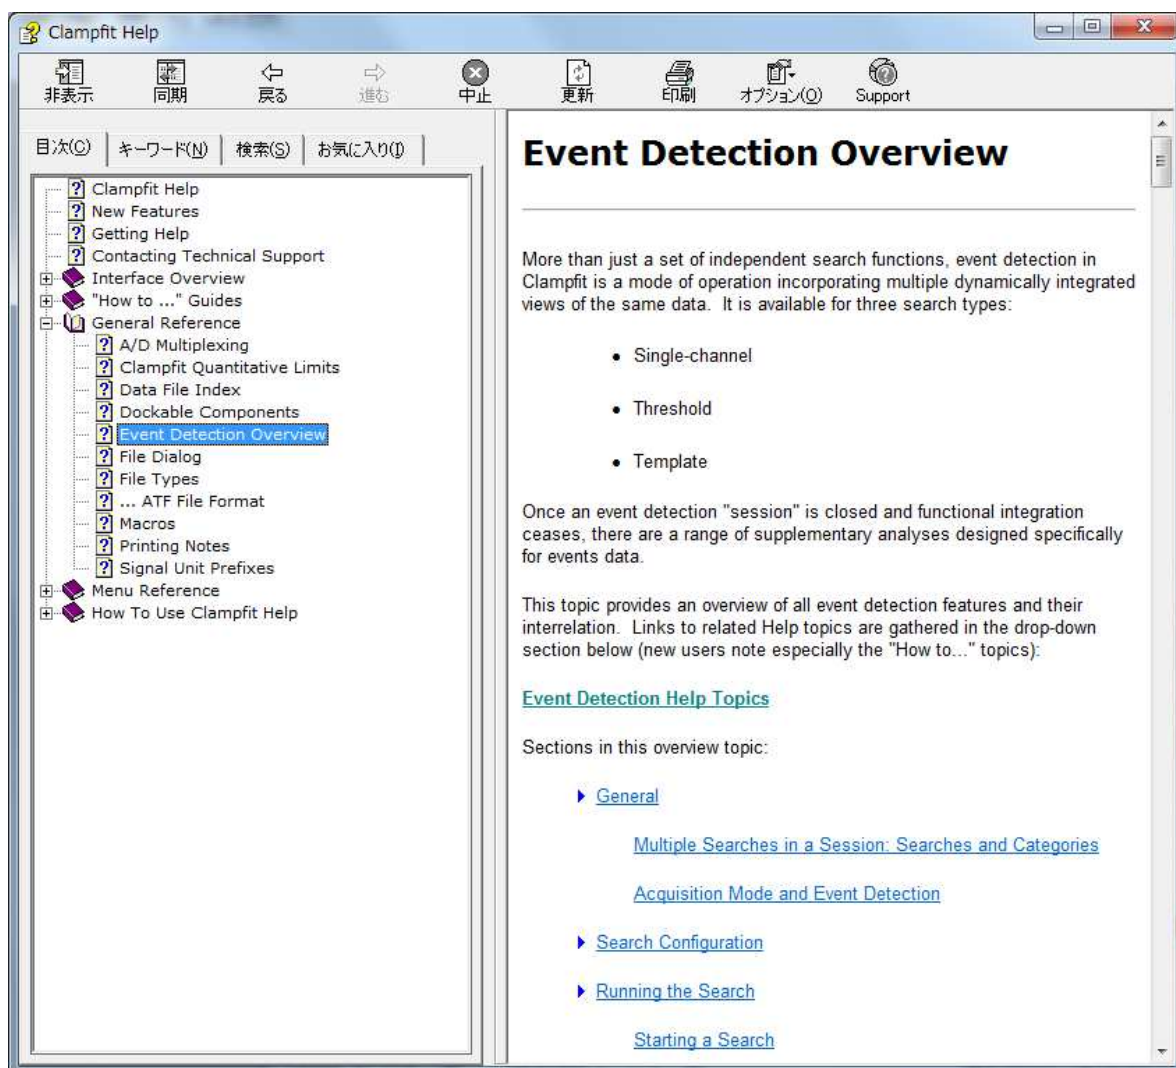 Clampfit Help
非表示
同期
戻る
進む
中止
更新
印刷
オプション(O)
Support
目次(C)
キーワード(N)
検索(S)
お気に入り(I)
Clampfit Help
New Features
Getting Help
Contacting Technical Support
Interface Overview
"How to ..." Guides
General Reference
A/D Multiplexing
Clampfit Quantitative Limits
Data File Index
Dockable Components
Event Detection Overview
File Dialog
File Types
... ATF File Format
Macros
Printing Notes
Signal Unit Prefixes
Menu Reference
How To Use Clampfit Help
Event Detection Overview
More than just a set of independent search functions, event detection in
Clampfit is a mode of operation incorporating multiple dynamically integrated
views of the same data. It is available for three search types:
• Single-channel
• Threshold
• Template
Once an event detection "session" is closed and functional integration
ceases, there are a range of supplementary analyses designed specifically
for events data.
This topic provides an overview of all event detection features and their
interrelation. Links to related Help topics are gathered in the drop-down
section below (new users note especially the "How to..." topics):
Event Detection Help Topics
Sections in this overview topic:
General
Multiple Searches in a Session: Searches and Categories
Acquisition Mode and Event Detection
Search Configuration
Running the Search
Starting a Search